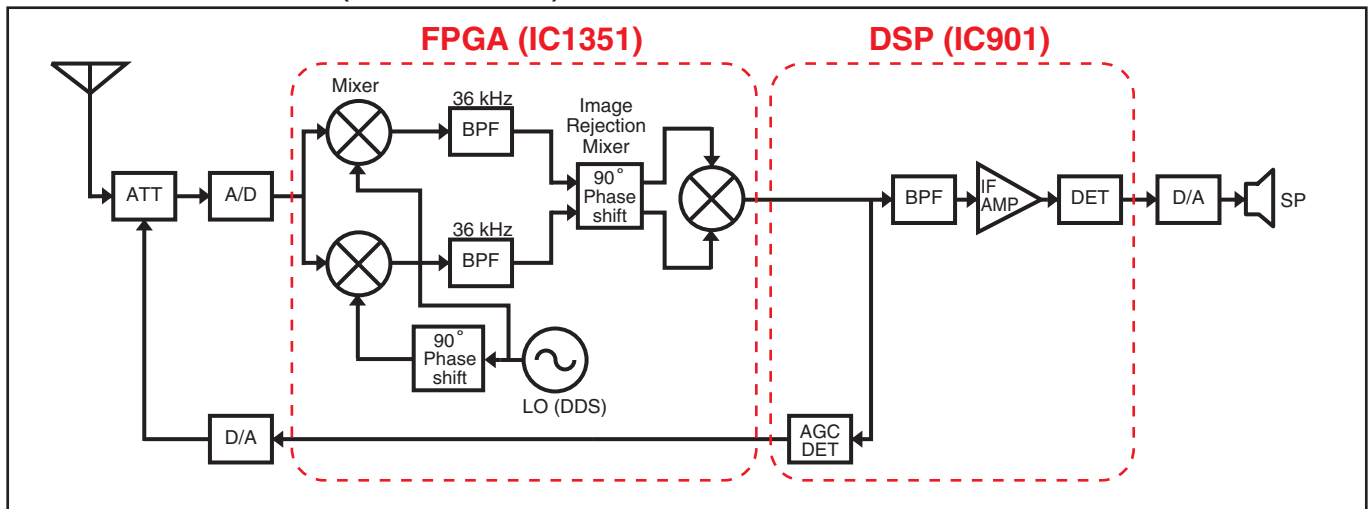 FPGA (IC1351)
DSP (IC901)
Mixer
36 kHz
BPF
Image
Rejection
Mixer
90°
Phase
shift
ATT
A/D
36 kHz
BPF
BPF
IF
AMP
DET
D/A
SP
90°
Phase
shift
LO (DDS)
D/A
AGC
DET